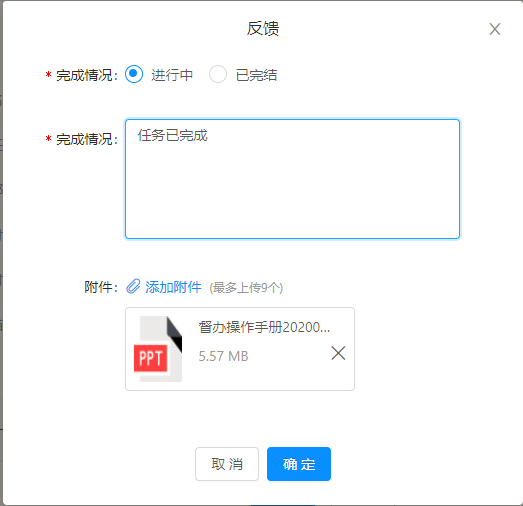 反馈
* 完成情况: 进行中 已完结
* 完成情况: 任务已完成
附件: 添加附件 (最多上传9个)
督办操作手册20200...
PPT
5.57 MB
取 消 确 定